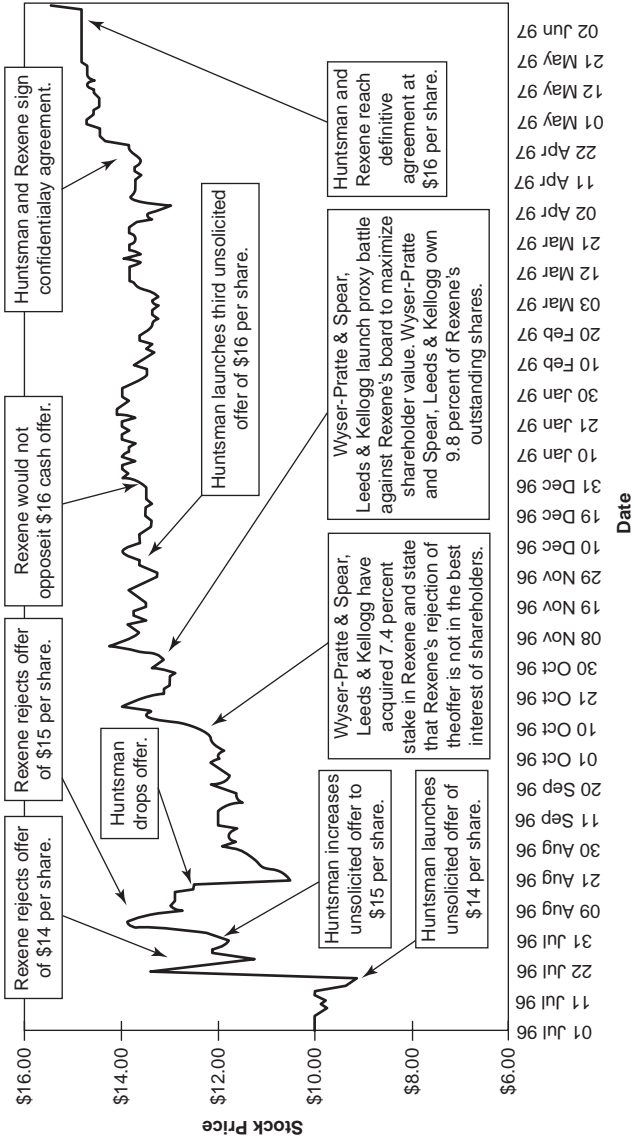 Rexene rejects offer
of $14 per share.
Rexene rejects offer
of $15 per share.
Rexene would not
opposeit $16 cash offer.
Huntsman and Rexene sign
confidentialay agreement.
Huntsman
drops offer.
Huntsman launches third unsolicited
offer of $16 per share.
Huntsman increases
unsolicited offer to
$15 per share.
Huntsman launches
unsolicited offer of
$14 per share.
Wyser-Pratte & Spear,
Leeds & Kellogg have
acquired 7.4 percent
stake in Rexene and state
that Rexene's rejection of
theoffer is not in the best
interest of shareholders.
Wyser-Pratte & Spear,
Leeds & Kellogg launch proxy battle
against Rexene's board to maximize
shareholder value. Wyser-Pratte
and Spear, Leeds & Kellogg own
9.8 percent of Rexene's
outstanding shares.
Huntsman and
Rexene reach
definitive
agreement at
$16 per share.
Stock Price
$16.00
$14.00
$12.00
$10.00
$8.00
$6.00
01 Jul 96
11 Jul 96
22 Jul 96
31 Jul 96
09 Aug 96
21 Aug 96
30 Aug 96
11 Sep 96
20 Sep 96
01 Oct 96
10 Oct 96
21 Oct 96
30 Oct 96
08 Nov 96
19 Nov 96
29 Nov 96
10 Dec 96
19 Dec 96
31 Dec 96
10 Jan 97
21 Jan 97
30 Jan 97
10 Feb 97
20 Feb 97
03 Mar 97
12 Mar 97
21 Mar 97
02 Apr 97
11 Apr 97
22 Apr 97
01 May 97
12 May 97
21 May 97
02 Jun 97
Date